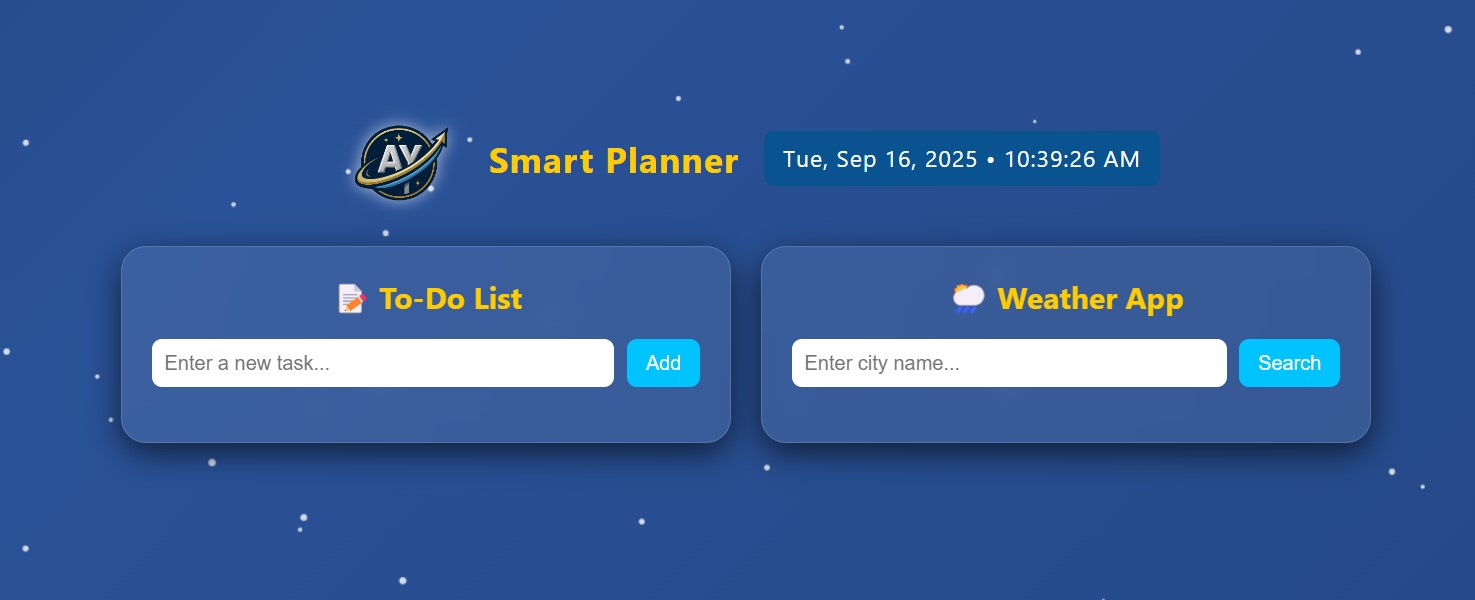 AY
Smart Planner
Tue, Sep 16, 2025 • 10:39:26 AM
To-Do List
Enter a new task...
Add
Weather App
Enter city name...
Search